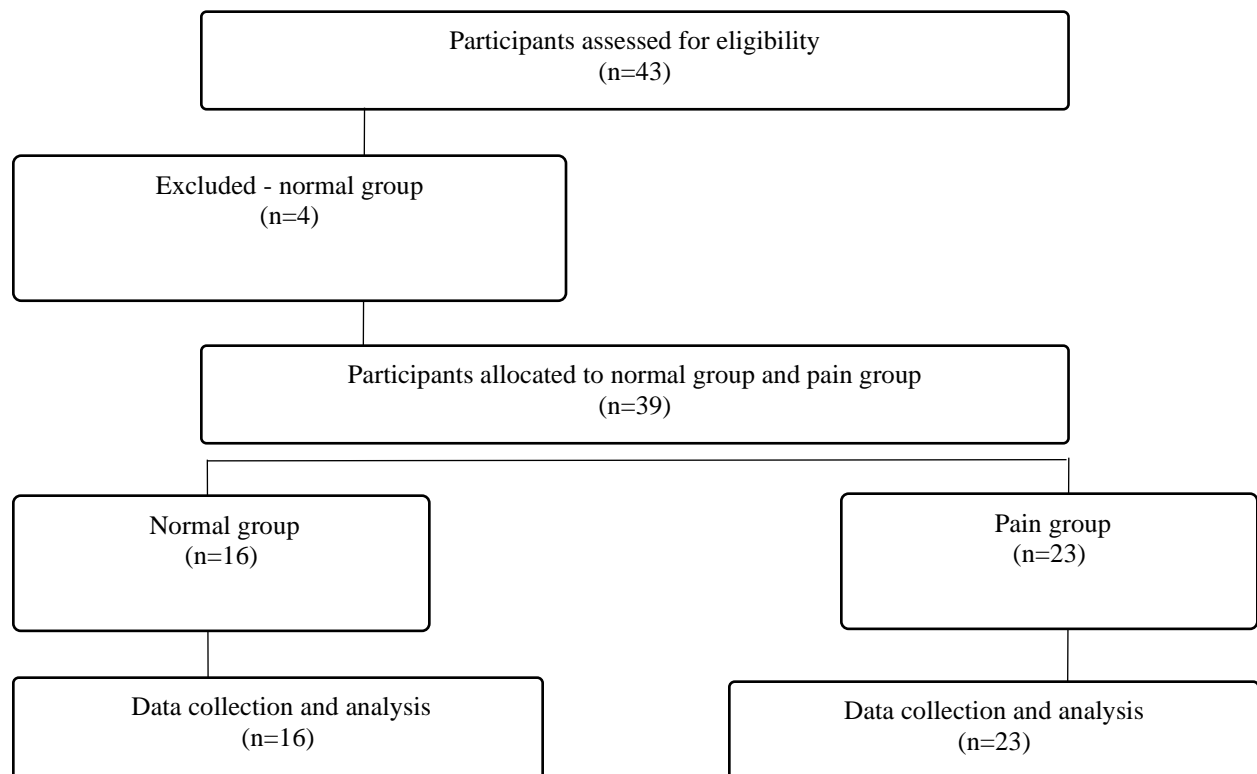 Participants assessed for eligibility
(n=43)
Excluded - normal group
(n=4)
Participants allocated to normal group and pain group
(n=39)
Normal group
(n=16)
Pain group
(n=23)
Data collection and analysis
(n=16)
Data collection and analysis
(n=23)